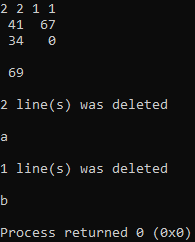 2 2 1 1
41 67
34 0
69
2 line(s) was deleted
a
1 line(s) was deleted
b
Process returned 0 (0x0)